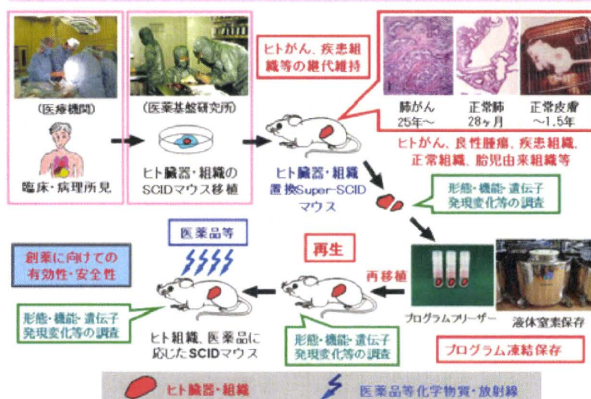 (医療機関)
臨床・病理所見
(医薬基盤研究所)
ヒト臓器・組織の
SCIDマウス移植
ヒトがん、疾患組
織等の継代維持
ヒト臓器・組織
置換Super-SCID
マウス
肺がん
25年~
正常肺
28ヶ月
正常皮膚
~1.5年
ヒトがん、良性腫瘍、疾患組織、
正常組織、胎児由来組織等
形態・機能・遺伝子
発現変化等の調査
プログラムフリーザー
液体窒素保存
プログラム凍結保存
再移植
再生
形態・機能・遺伝子
発現変化等の調査
医薬品等
ヒト組織、医薬品に
応じたSCIDマウス
創薬に向けての
有効性・安全性
形態・機能・遺伝子
発現変化等の調査
ヒト臓器・組織
医薬品等化学物質・放射線